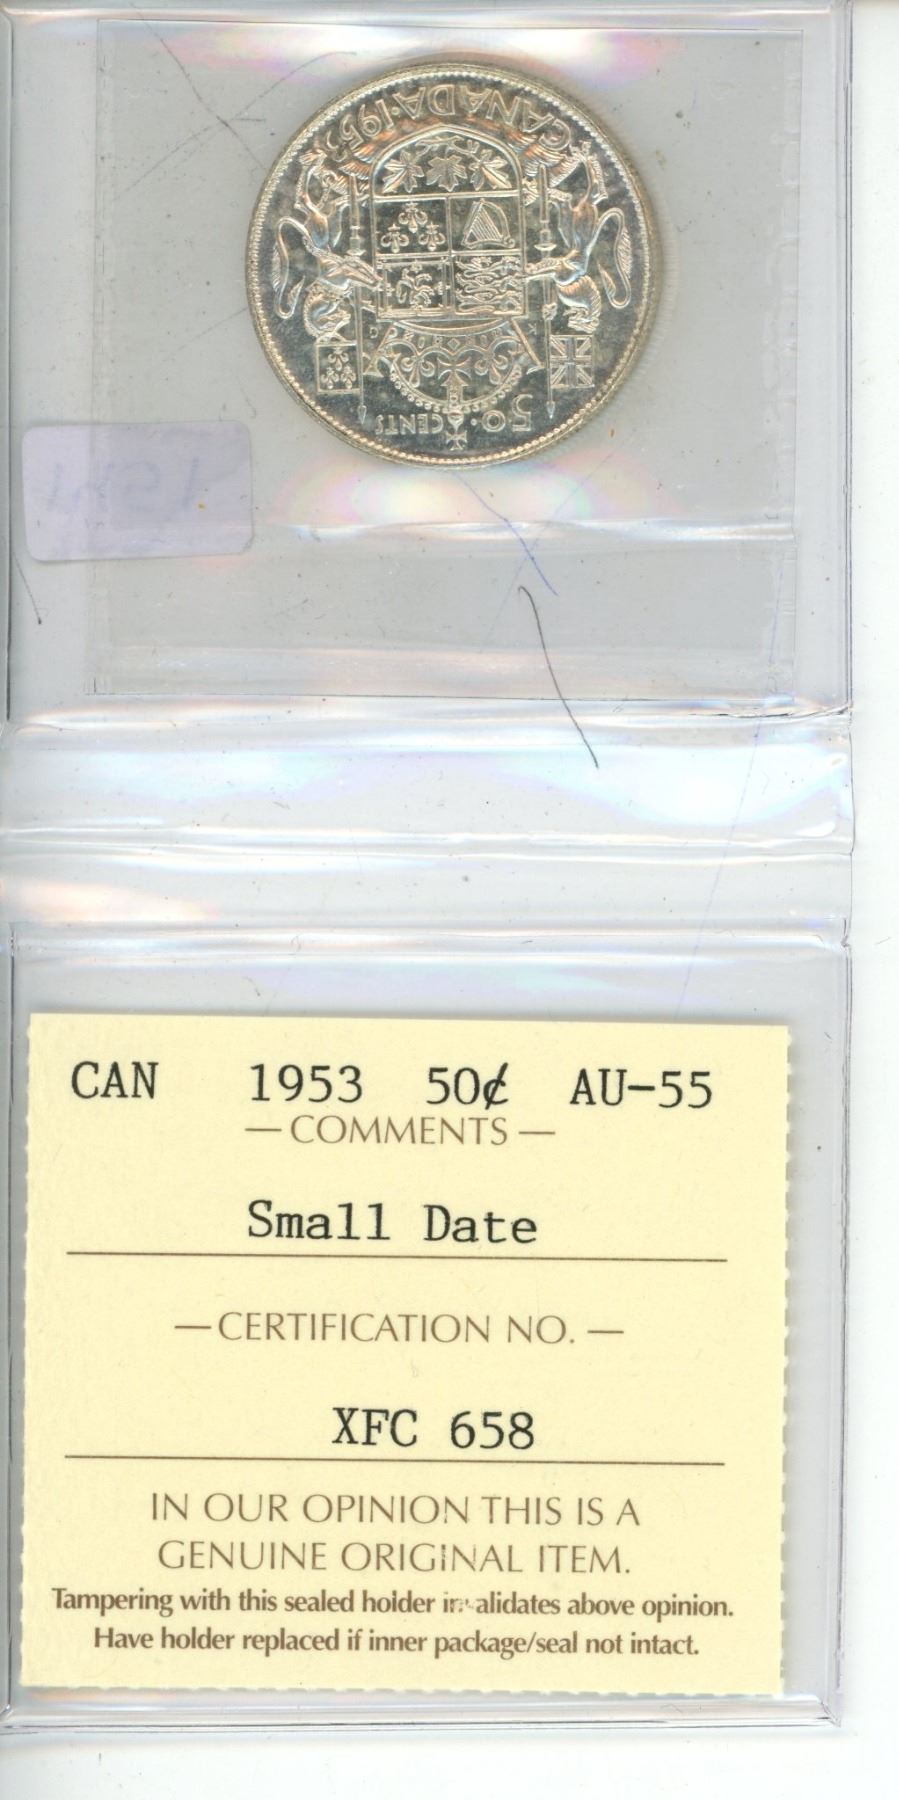 CANADA·1953
K G
50·CENTS
CAN 1953 50¢ AU-55
—COMMENTS—
Small Date
—CERTIFICATION NO.—
XFC 658
IN OUR OPINION THIS IS A
GENUINE ORIGINAL ITEM.
Tampering with this sealed holder invalidates above opinion.
Have holder replaced if inner package/seal not intact.